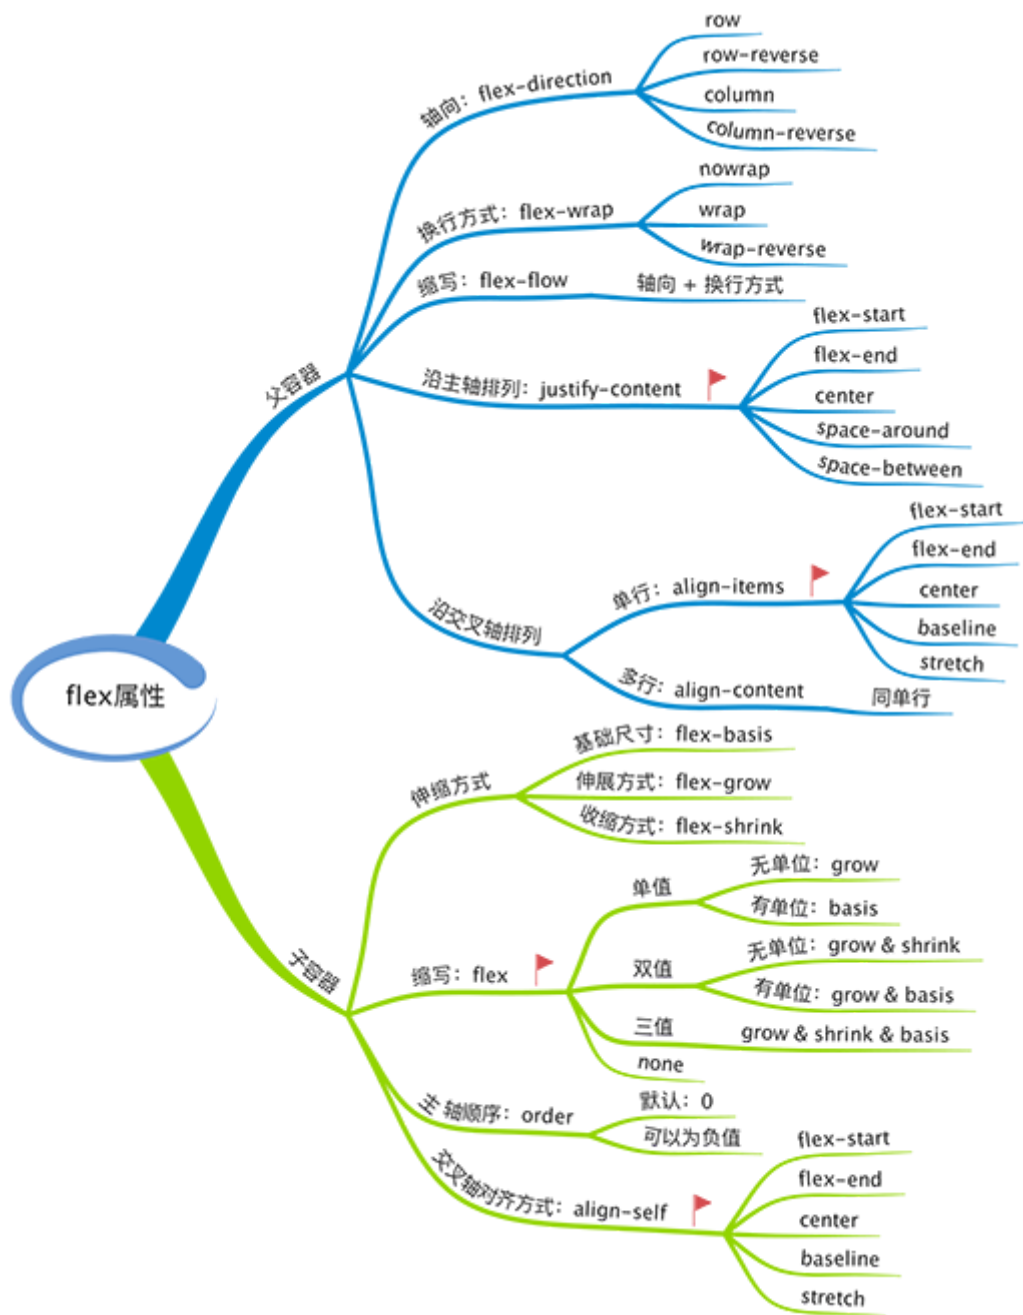 flex属性
父容器
轴向：flex-direction
row
row-reverse
column
column-reverse
换行方式：flex-wrap
nowrap
wrap
wrap-reverse
缩写：flex-flow
轴向 + 换行方式
沿主轴排列：justify-content
flex-start
flex-end
center
space-around
space-between
沿交叉轴排列
单行：align-items
flex-start
flex-end
center
baseline
stretch
多行：align-content
同单行
子容器
伸缩方式
基础尺寸：flex-basis
伸展方式：flex-grow
收缩方式：flex-shrink
缩写：flex
单值
无单位：grow
有单位：basis
双值
无单位：grow & shrink
有单位：grow & basis
三值
grow & shrink & basis
none
主轴顺序：order
默认：0
可以为负值
交叉轴对齐方式：align-self
flex-start
flex-end
center
baseline
stretch